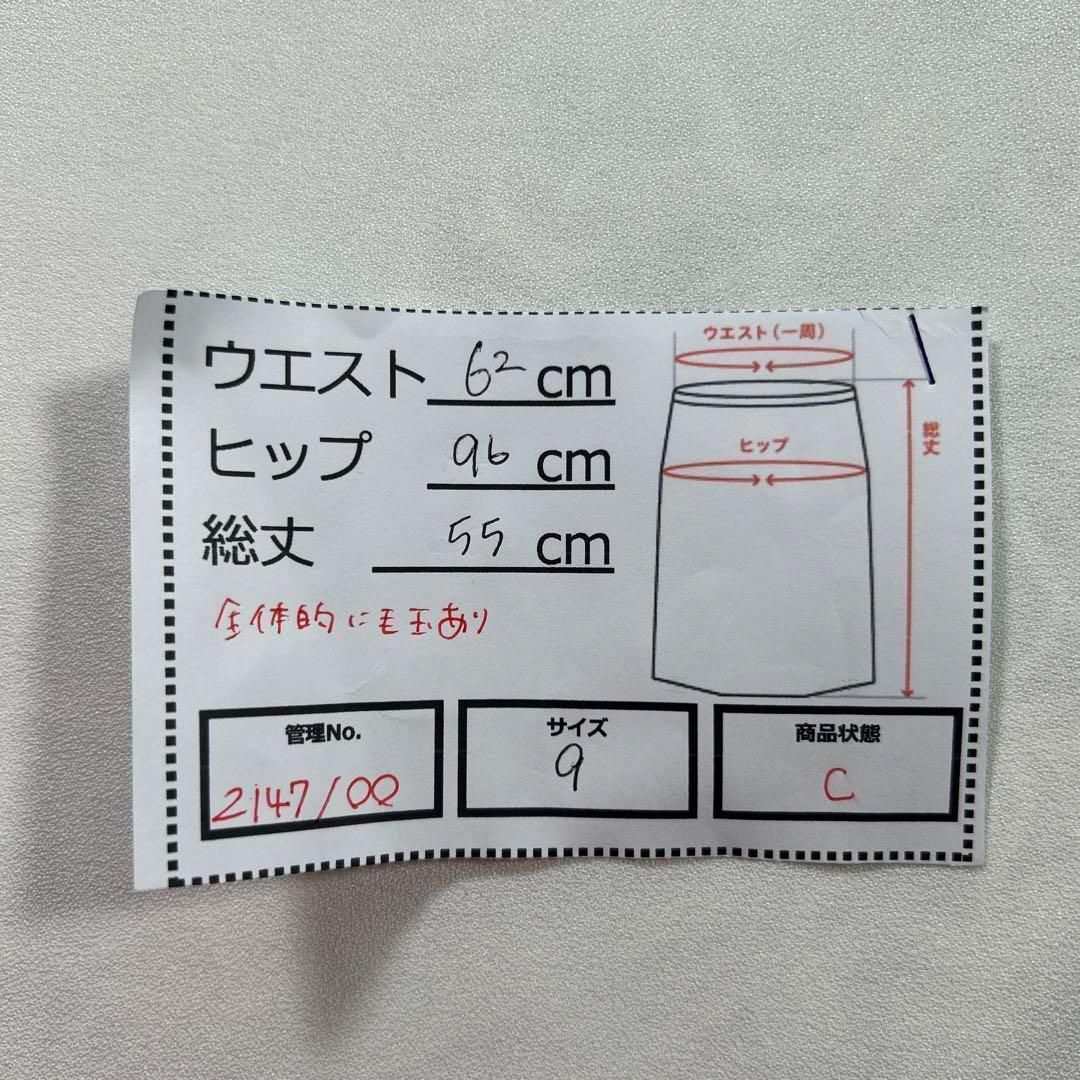 ウエスト 62 cm
ヒップ 96 cm
総丈 55 cm
全体的に毛玉あり
ウエスト(一周)
ヒップ
総丈
管理No.
2147/00
サイズ
9
商品状態
C